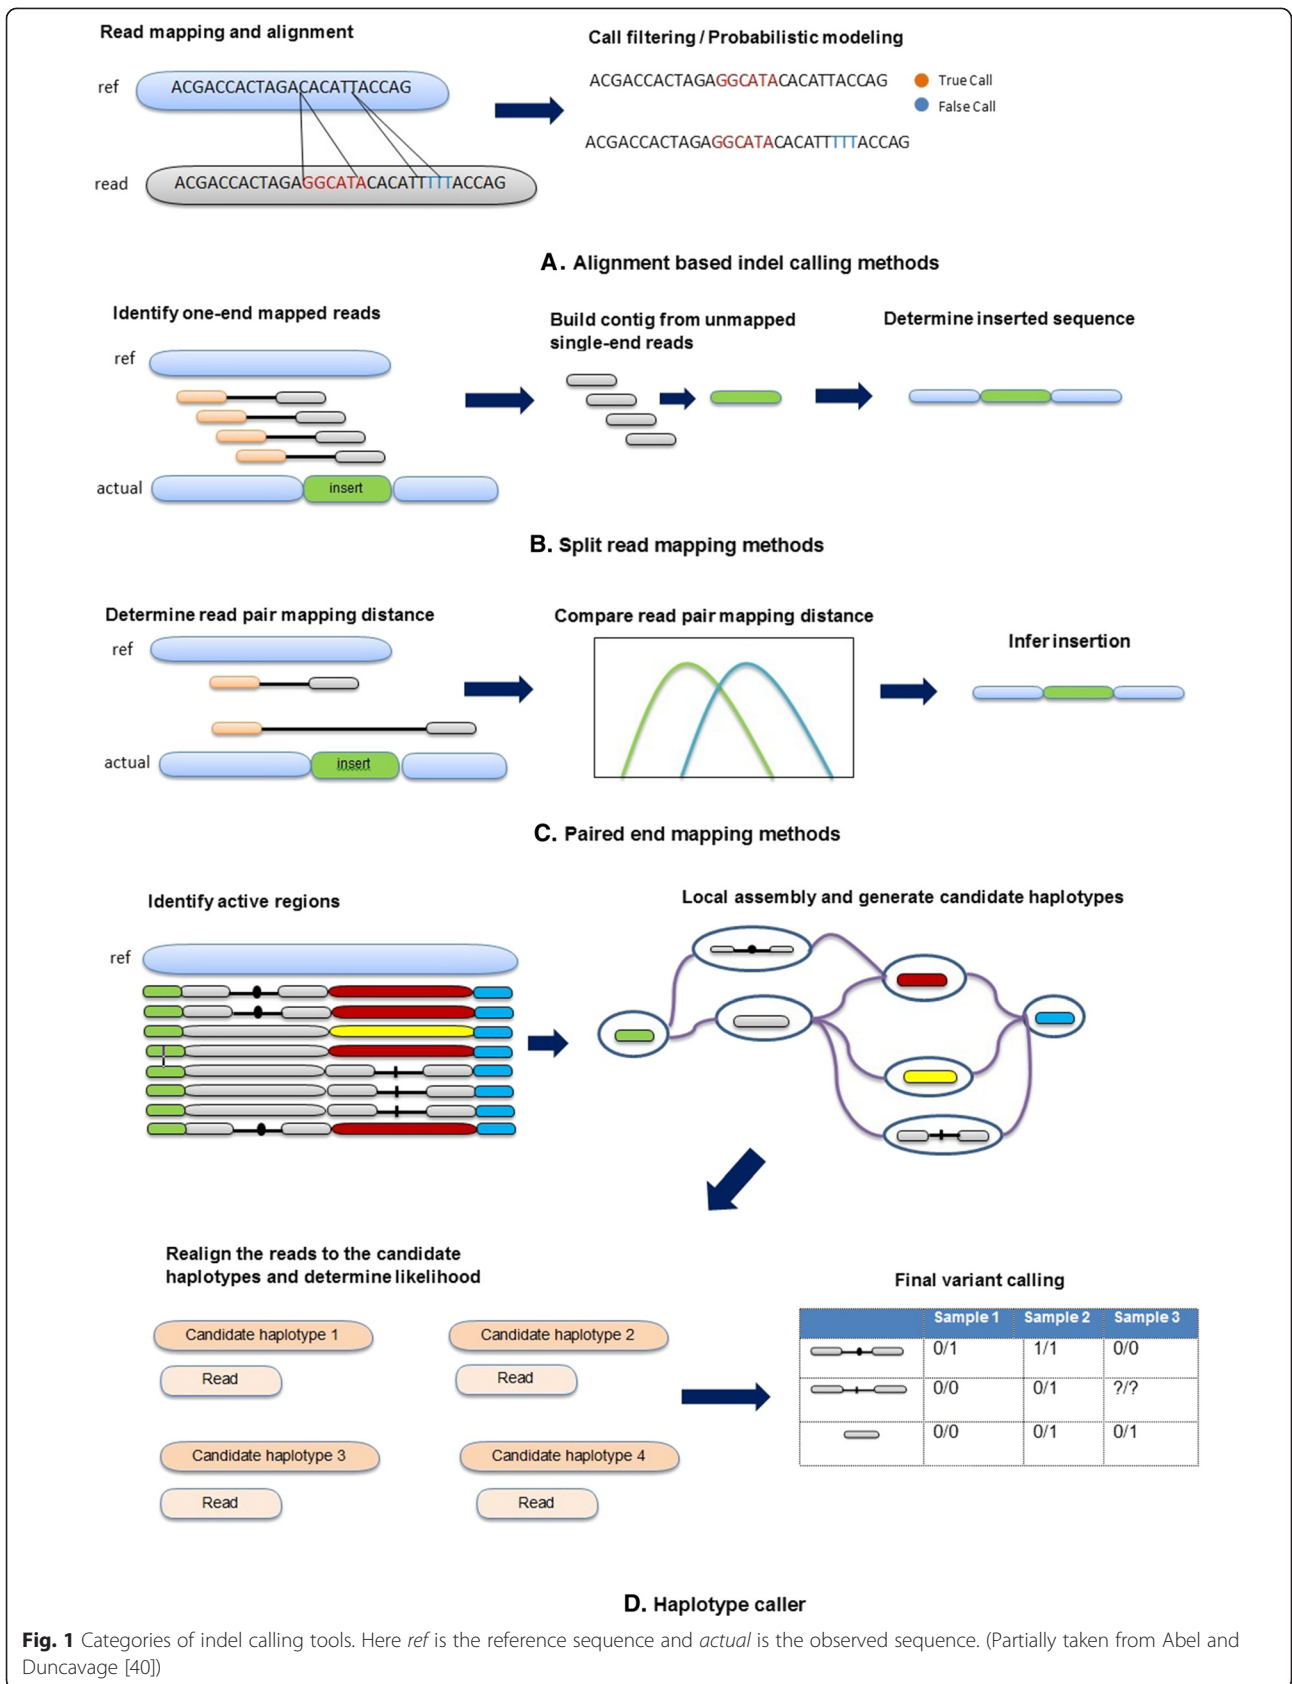 Read mapping and alignment
Call filtering / Probabilistic modeling
ref
ACGACCACTAGACACATTACCAG
ACGACCACTAGAGGCATACACATTACCAG
True Call
False Call
ACGACCACTAGAGGCATACACATTTTTACCAG
read
ACGACCACTAGAGGCATACACATTTTTACCAG
A. Alignment based indel calling methods
Identify one-end mapped reads
Build contig from unmapped
single-end reads
Determine inserted sequence
ref
actual
insert
B. Split read mapping methods
Determine read pair mapping distance
Compare read pair mapping distance
Infer insertion
ref
actual
insert
C. Paired end mapping methods
Identify active regions
Local assembly and generate candidate haplotypes
ref
Realign the reads to the candidate
haplotypes and determine likelihood
Final variant calling
Candidate haplotype 1
Candidate haplotype 2
Read
Read
Candidate haplotype 3
Candidate haplotype 4
Read
Read
Sample 1 Sample 2 Sample 3
0/1 1/1 0/0
0/0 0/1 ?/?
0/0 0/1 0/1
D. Haplotype caller
Fig. 1 Categories of indel calling tools. Here ref is the reference sequence and actual is the observed sequence. (Partially taken from Abel and
Duncavage [40])